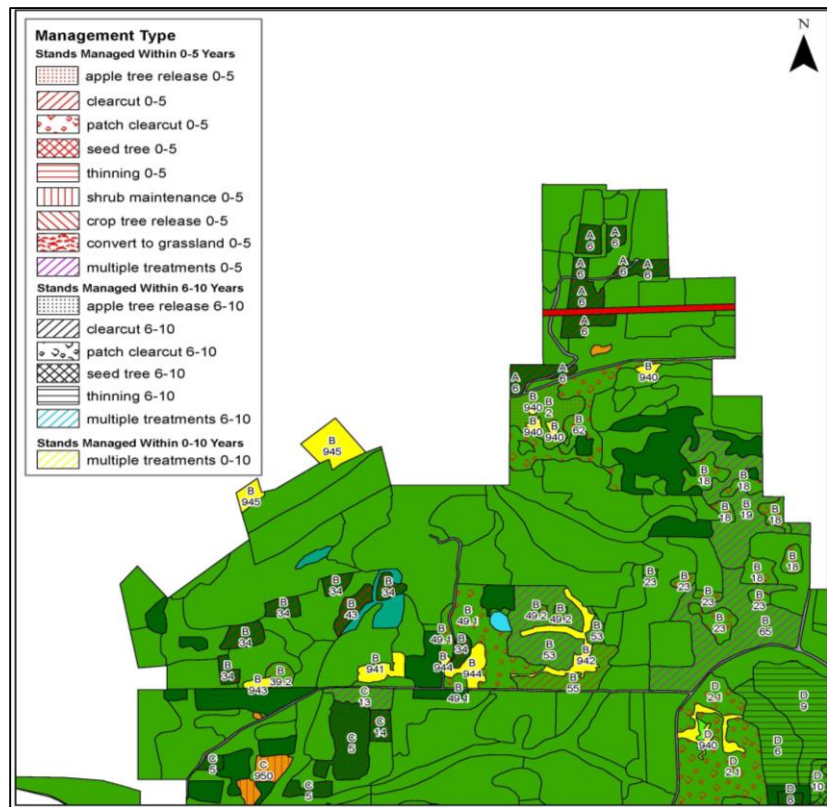 N
Management Type
Stands Managed Within 0-5 Years
apple tree release 0-5
clearcut 0-5
patch clearcut 0-5
seed tree 0-5
thinning 0-5
shrub maintenance 0-5
crop tree release 0-5
convert to grassland 0-5
multiple treatments 0-5
Stands Managed Within 6-10 Years
apple tree release 6-10
clearcut 6-10
patch clearcut 6-10
seed tree 6-10
thinning 6-10
multiple treatments 6-10
Stands Managed Within 0-10 Years
multiple treatments 0-10
A
6
A
6
A
6
A
6
A
6
A
6
A
6
A
6
A
6
B
940
B
940
B
2
B
940
B
940
B
62
B
945
B
945
B
18
B
18
B
18
B
19
B
18
B
18
B
18
B
23
B
23
B
23
B
23
B
23
B
65
B
34
B
34
B
34
B
43
B
34
B
34
B
39.2
B
943
B
941
B
49.1
B
49.1
B
34
B
944
B
944
B
49.1
B
49.2
B
49.2
B
53
B
53
B
942
B
55
C
13
C
14
C
5
C
5
C
950
C
5
D
2.1
D
940
D
2.1
D
9
D
6
D
10